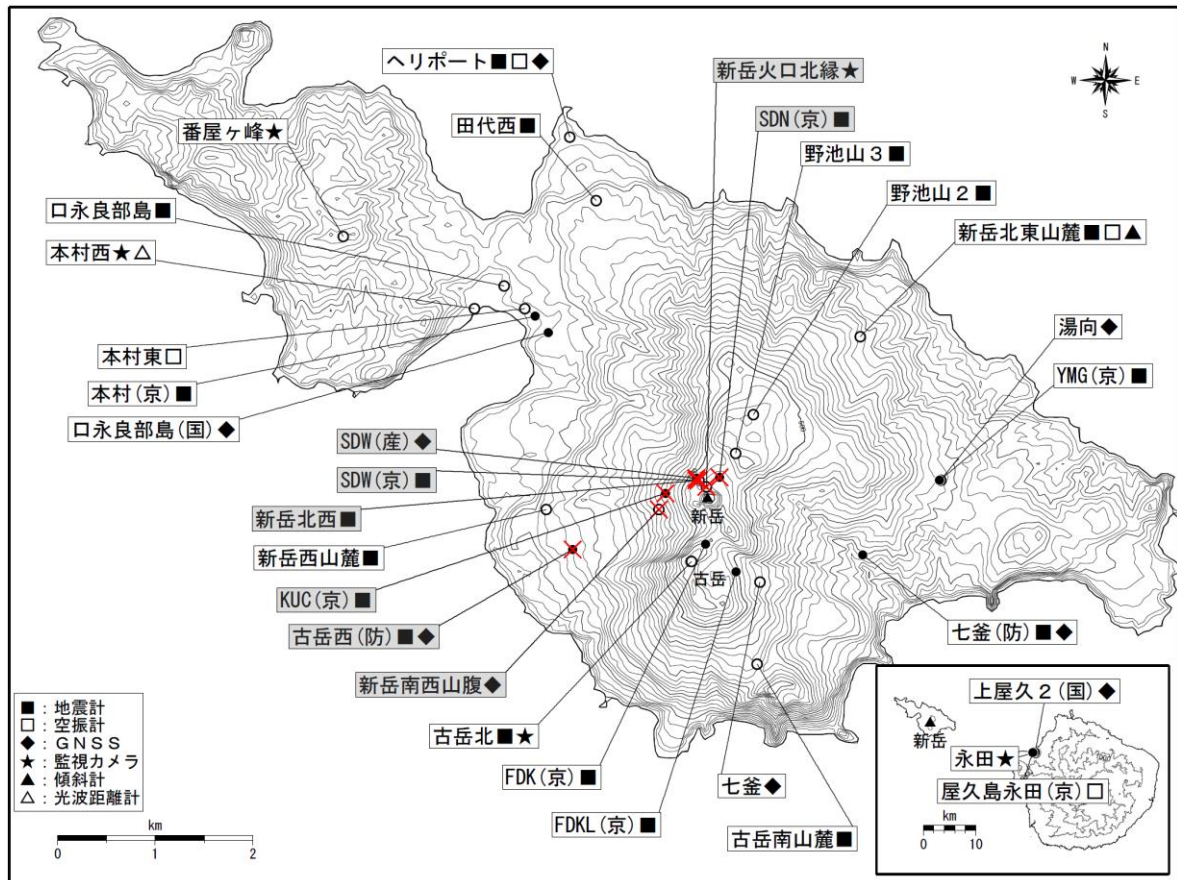 N
W
E
S
ヘリポート■□◆
新岳火口北縁★
田代西■
SDN(京)■
番屋ヶ峰★
野池山3■
口永良部島■
野池山2■
本村西★△
新岳北東山麓■□▲
湯向◆
本村東□
YMG(京)■
本村(京)■
口永良部島(国)◆
SDW(産)◆
SDW(京)■
新岳北西■
新岳
新岳西山麓■
KUC(京)■
古岳
古岳西(防)■◆
七釜(防)■◆
新岳南西山腹◆
古岳北■★
FDK(京)■
七釜◆
FDKL(京)■
古岳南山麓■
■:地震計
□:空振計
◆:GNSS
★:監視カメラ
▲:傾斜計
△:光波距離計
km
0 1 2
上屋久2(国)◆
新岳
永田★
屋久島永田(京)□
km
0 10